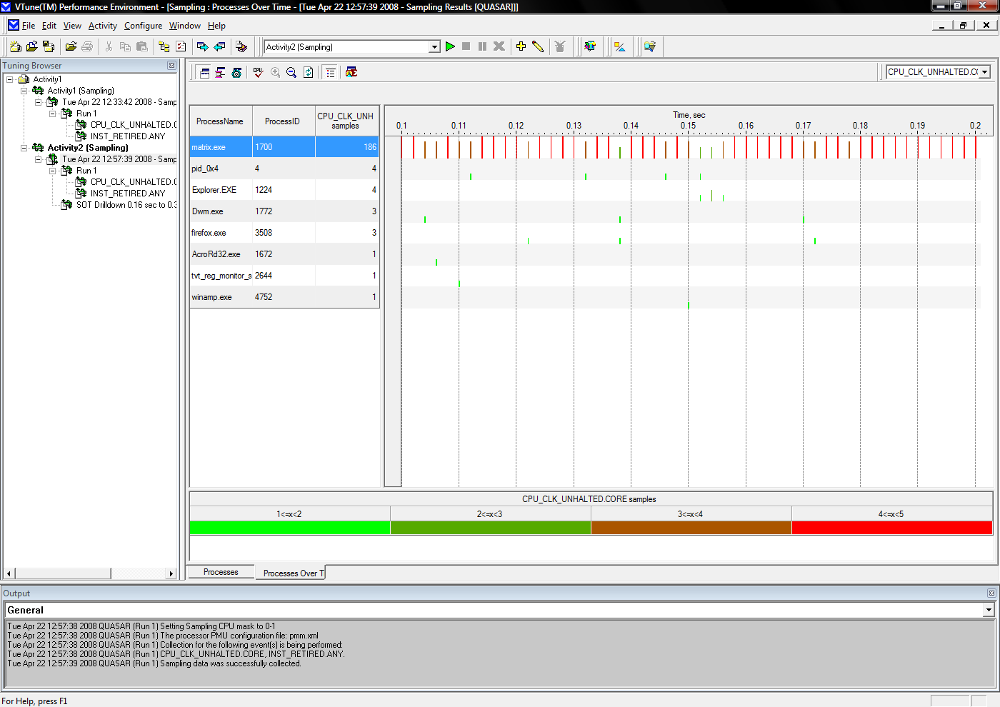 VTune(TM) Performance Environment - [Sampling : Processes Over Time - [Tue Apr 22 12:57:39 2008 - Sampling Results [QUASAR]]]
File Edit View Activity Configure Window Help
Activity2 (Sampling)
Tuning Browser
Activity1
Activity1 (Sampling)
Tue Apr 22 12:33:42 2008 - Samp
Run 1
CPU_CLK_UNHALTED.C
INST_RETIRED.ANY
Activity2 (Sampling)
Tue Apr 22 12:57:39 2008 - Samp
Run 1
CPU_CLK_UNHALTED.C
INST_RETIRED.ANY
SOT Drilldown 0.16 sec to 0.3
CPU
CPU_CLK_UNHALTED.C(
ProcessName ProcessID CPU_CLK_UNH samples
matrix.exe 1700 186
pid_0x4 4 4
Explorer.EXE 1224 4
Dwm.exe 1772 3
firefox.exe 3508 3
AcroRd32.exe 1672 1
tvt_reg_monitor_s 2644 1
winamp.exe 4752 1
Time, sec
0.1 0.11 0.12 0.13 0.14 0.15 0.16 0.17 0.18 0.19 0.2
CPU_CLK_UNHALTED.CORE samples
1<=x<2 2<=x<3 3<=x<4 4<=x<5
Processes Processes Over T
Output
General
Tue Apr 22 12:57:38 2008 QUASAR (Run 1) Setting Sampling CPU mask to 0-1
Tue Apr 22 12:57:38 2008 QUASAR (Run 1) The processor PMU configuration file: pmm.xml
Tue Apr 22 12:57:38 2008 QUASAR (Run 1) Collection for the following event(s) is being performed:
Tue Apr 22 12:57:38 2008 QUASAR (Run 1) CPU_CLK_UNHALTED.CORE, INST_RETIRED.ANY.
Tue Apr 22 12:57:39 2008 QUASAR (Run 1) Sampling data was successfully collected.
For Help, press F1